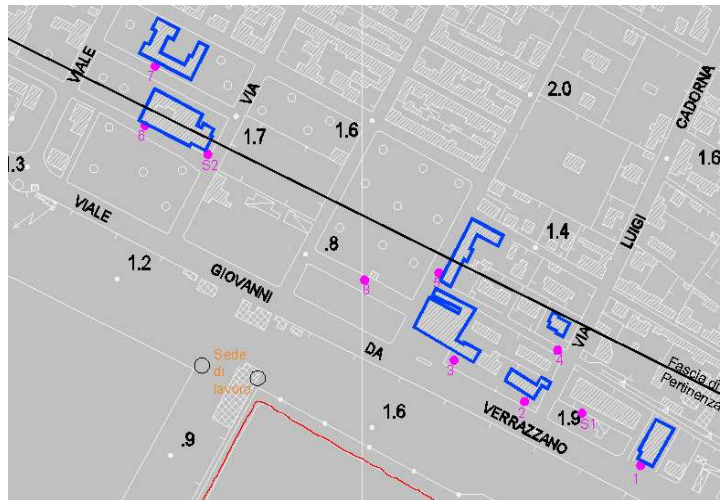 VIALE
7
VIA
2.0
CADORNA
6
1.7
1.6
S2
1.6
1.3
VIALE
LUIGI
1.4
.8
1.2
GIOVANNI
8
DA
VIA
4
3
Fascia di
Pertinenza
Sede
di
lavoro
2
1.9
S1
VERRAZZANO
1.6
.9
1